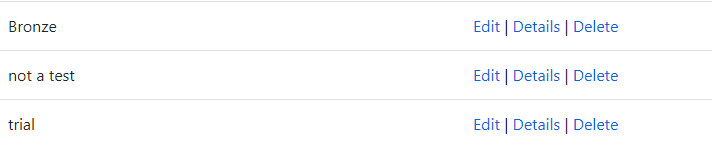 Bronze Edit | Details | Delete
not a test Edit | Details | Delete
trial Edit | Details | Delete